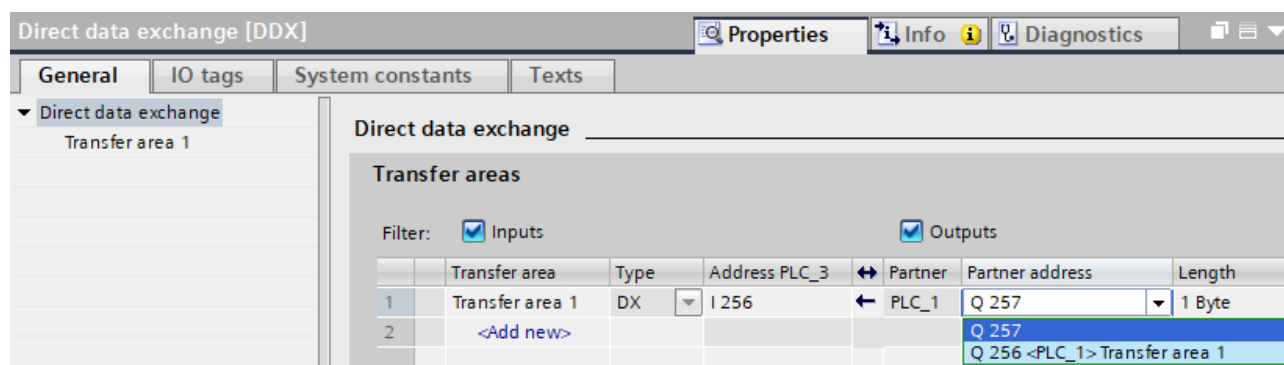 Direct data exchange [DDX]
Properties
Info
Diagnostics
General
IO tags
System constants
Texts
Direct data exchange
Transfer area 1
Direct data exchange
Transfer areas
Filter: Inputs Outputs
Transfer area Type Address PLC_3 Partner Partner address Length
1 Transfer area 1 DX I 256 PLC_1 Q 257 1 Byte
2 <Add new> Q 257
Q 256 <PLC_1> Transfer area 1